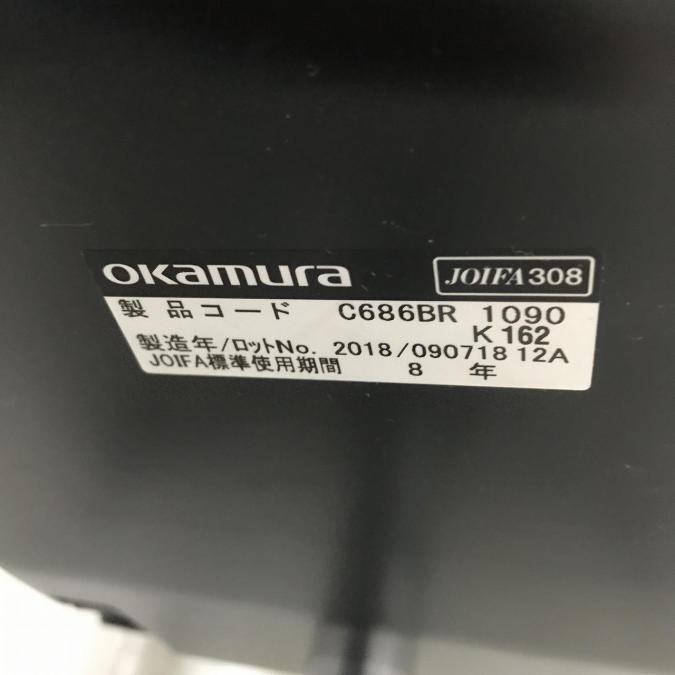 okamura JOIFA308
製品コード C686BR 1090
K 162
製造年/ロットNo. 2018/090718 12A
JOIFA標準使用期間 8 年